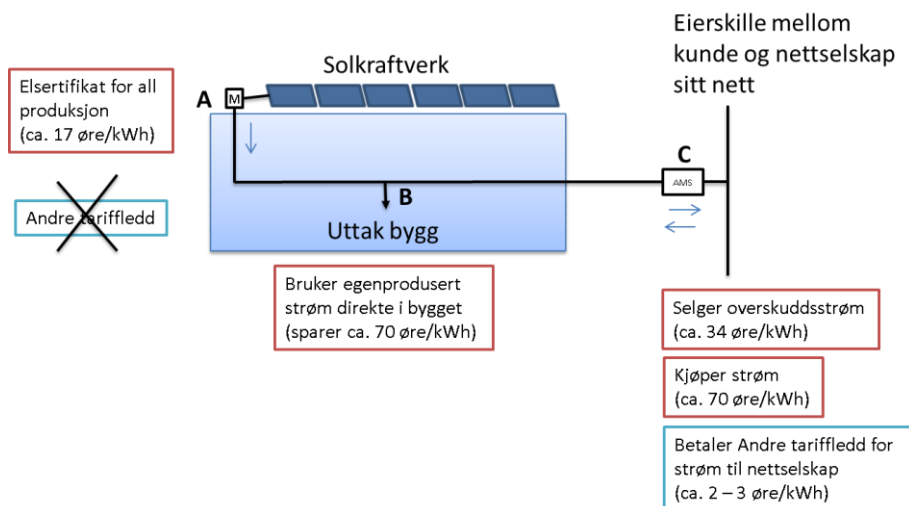 Eierskille mellom
kunde og nettselskap
sitt nett
Solkraftverk
Elsertifikat for all
produksjon
(ca. 17 øre/kWh)
A
M
C
AMS
B
Andre tariffledd
Uttak bygg
Bruker egenprodusert
strøm direkte i bygget
(sparer ca. 70 øre/kWh)
Selger overskuddsstrøm
(ca. 34 øre/kWh)
Kjøper strøm
(ca. 70 øre/kWh)
Betaler Andre tariffledd for
strøm til nettselskap
(ca. 2 – 3 øre/kWh)